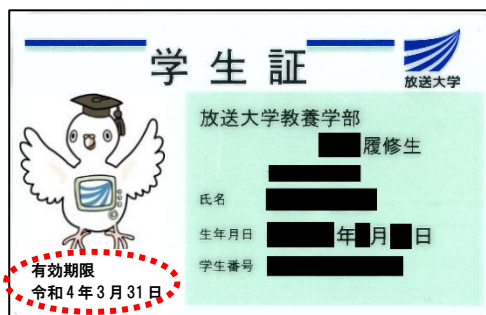 学生証
放送大学
放送大学教養学部
履修生
氏名
生年月日 年 月 日
学生番号
有効期限
令和4年3月31日